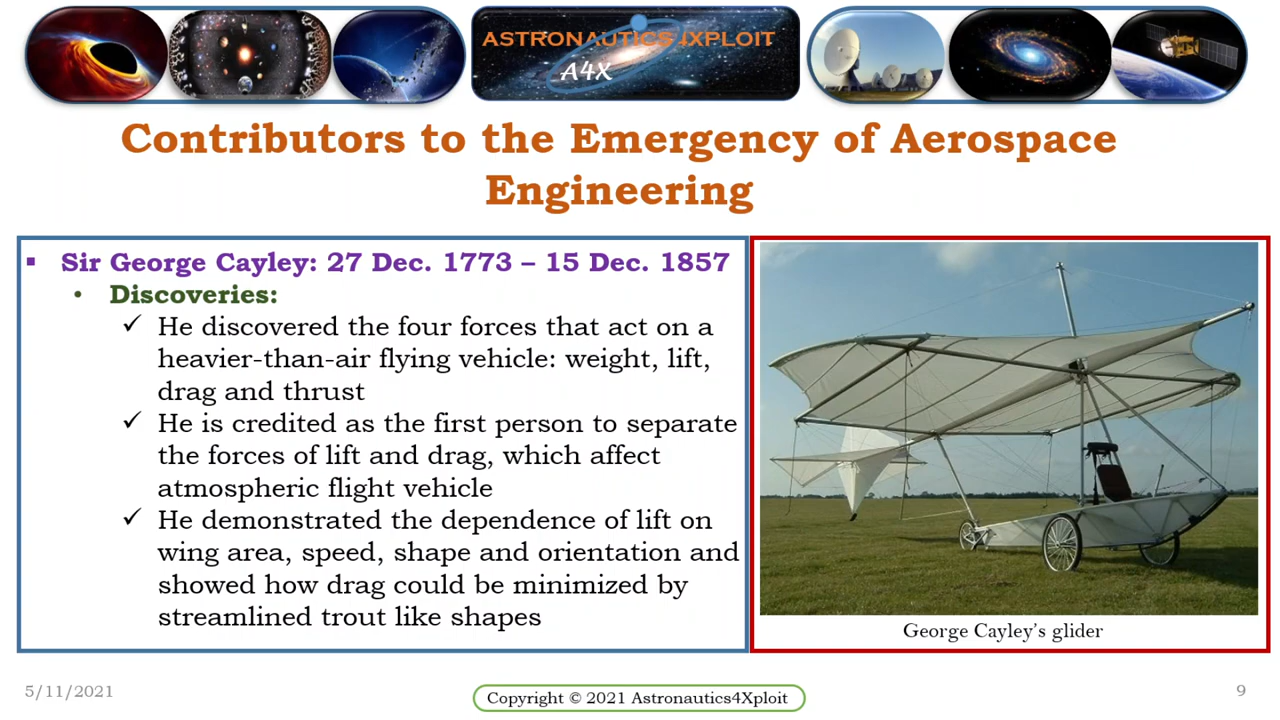 ASTRONAUTICS 4XPLOIT
A4X
Contributors to the Emergency of Aerospace
Engineering
▪ Sir George Cayley: 27 Dec. 1773 – 15 Dec. 1857
• Discoveries:
✓ He discovered the four forces that act on a
heavier-than-air flying vehicle: weight, lift,
drag and thrust
✓ He is credited as the first person to separate
the forces of lift and drag, which affect
atmospheric flight vehicle
✓ He demonstrated the dependence of lift on
wing area, speed, shape and orientation and
showed how drag could be minimized by
streamlined trout like shapes
George Cayley's glider
5/11/2021
Copyright © 2021 Astronautics4Xploit
9